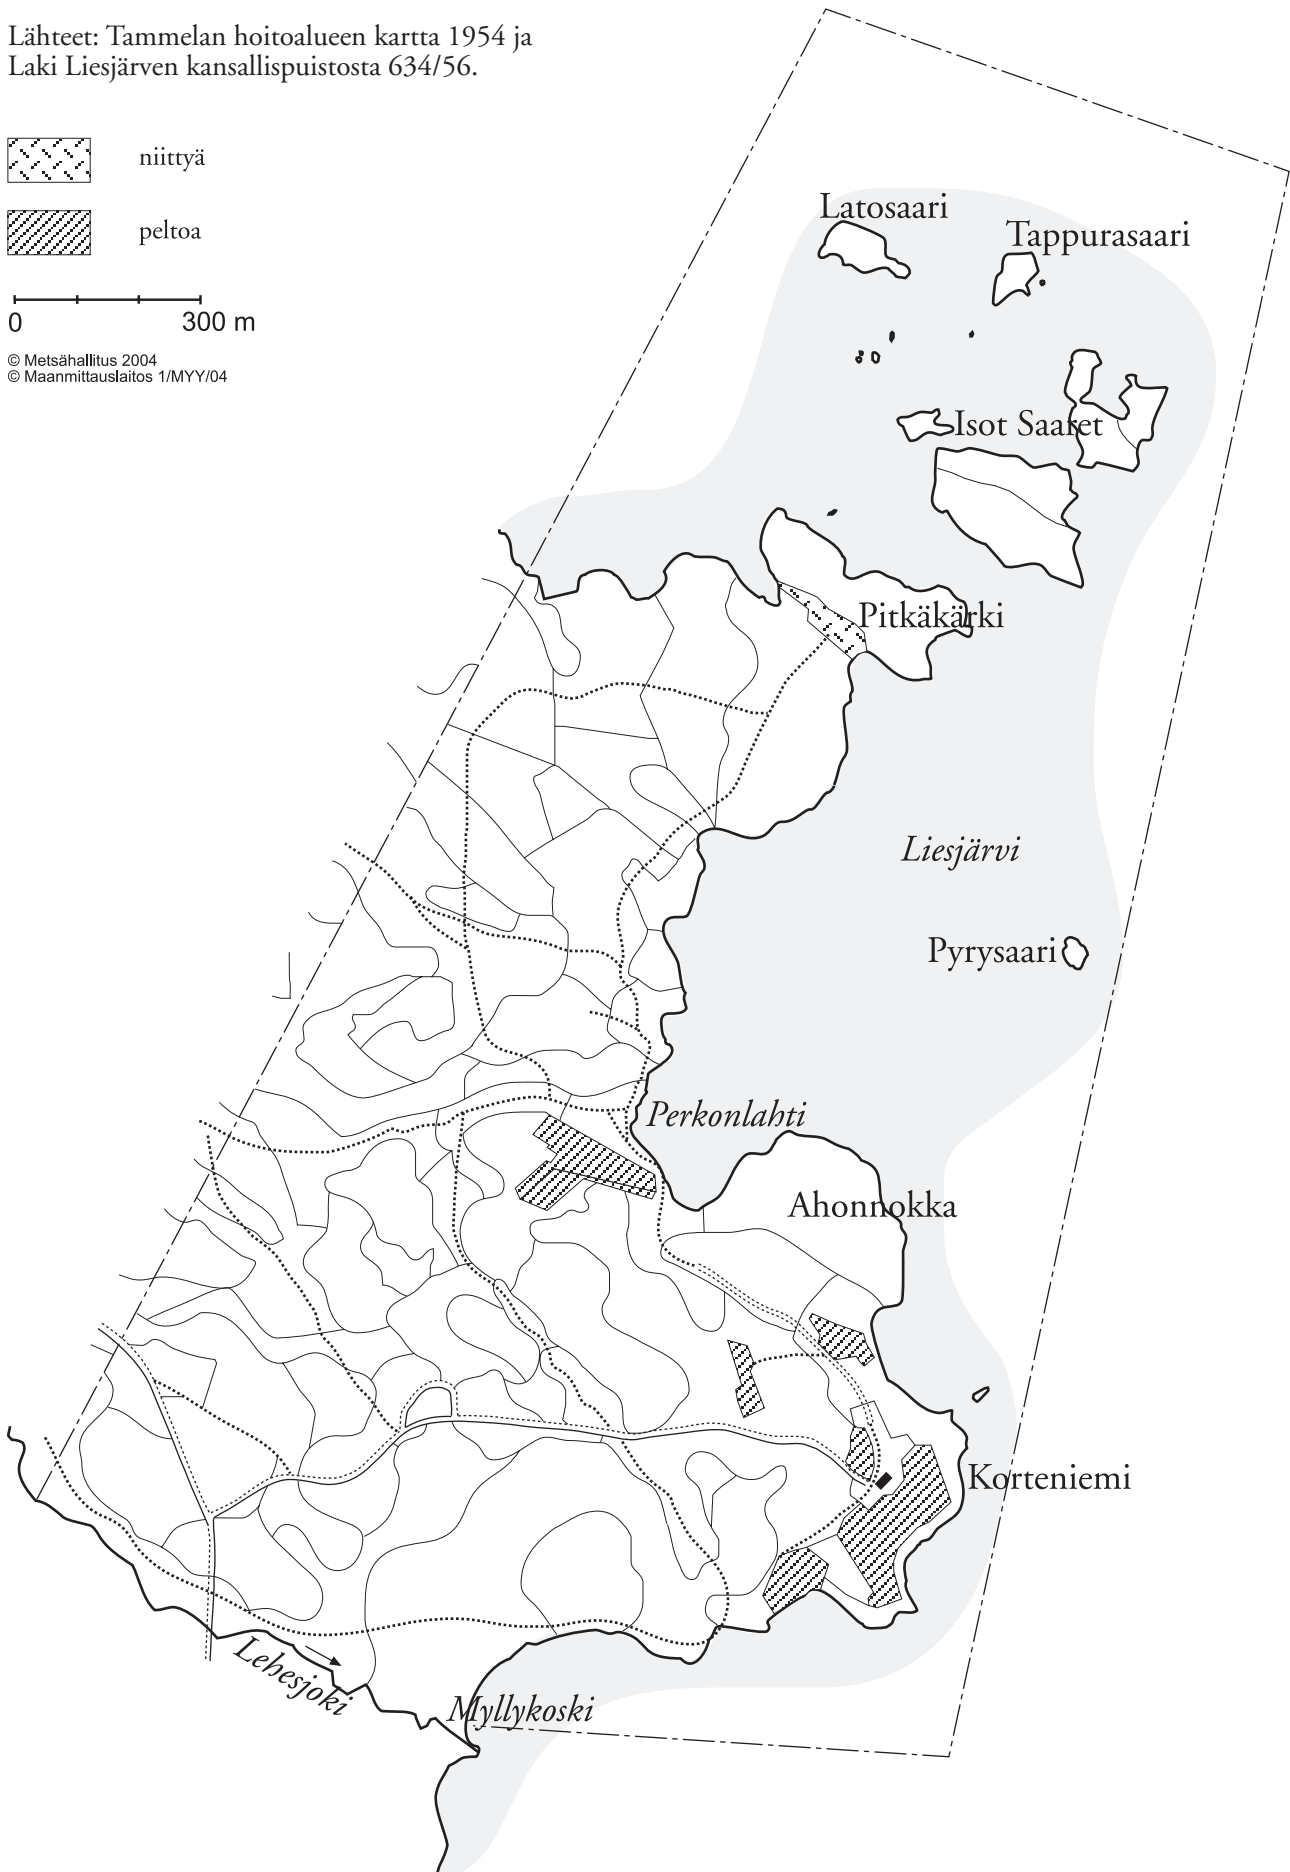 Lähteet: Tammelan hoitoalueen kartta 1954 ja
Laki Liesjärven kansallispuistosta 634/56.
niittyä
peltoa
0 300 m
© Metsähallitus 2004
© Maanmittauslaitos 1/MYY/04
Latosaari
Tappurasaari
Isot Saaret
Pitkäkärki
Liesjärvi
Pyrysaari
Perkonlahti
Ahonnokka
Korteniemi
Lehesjoki
Myllykoski